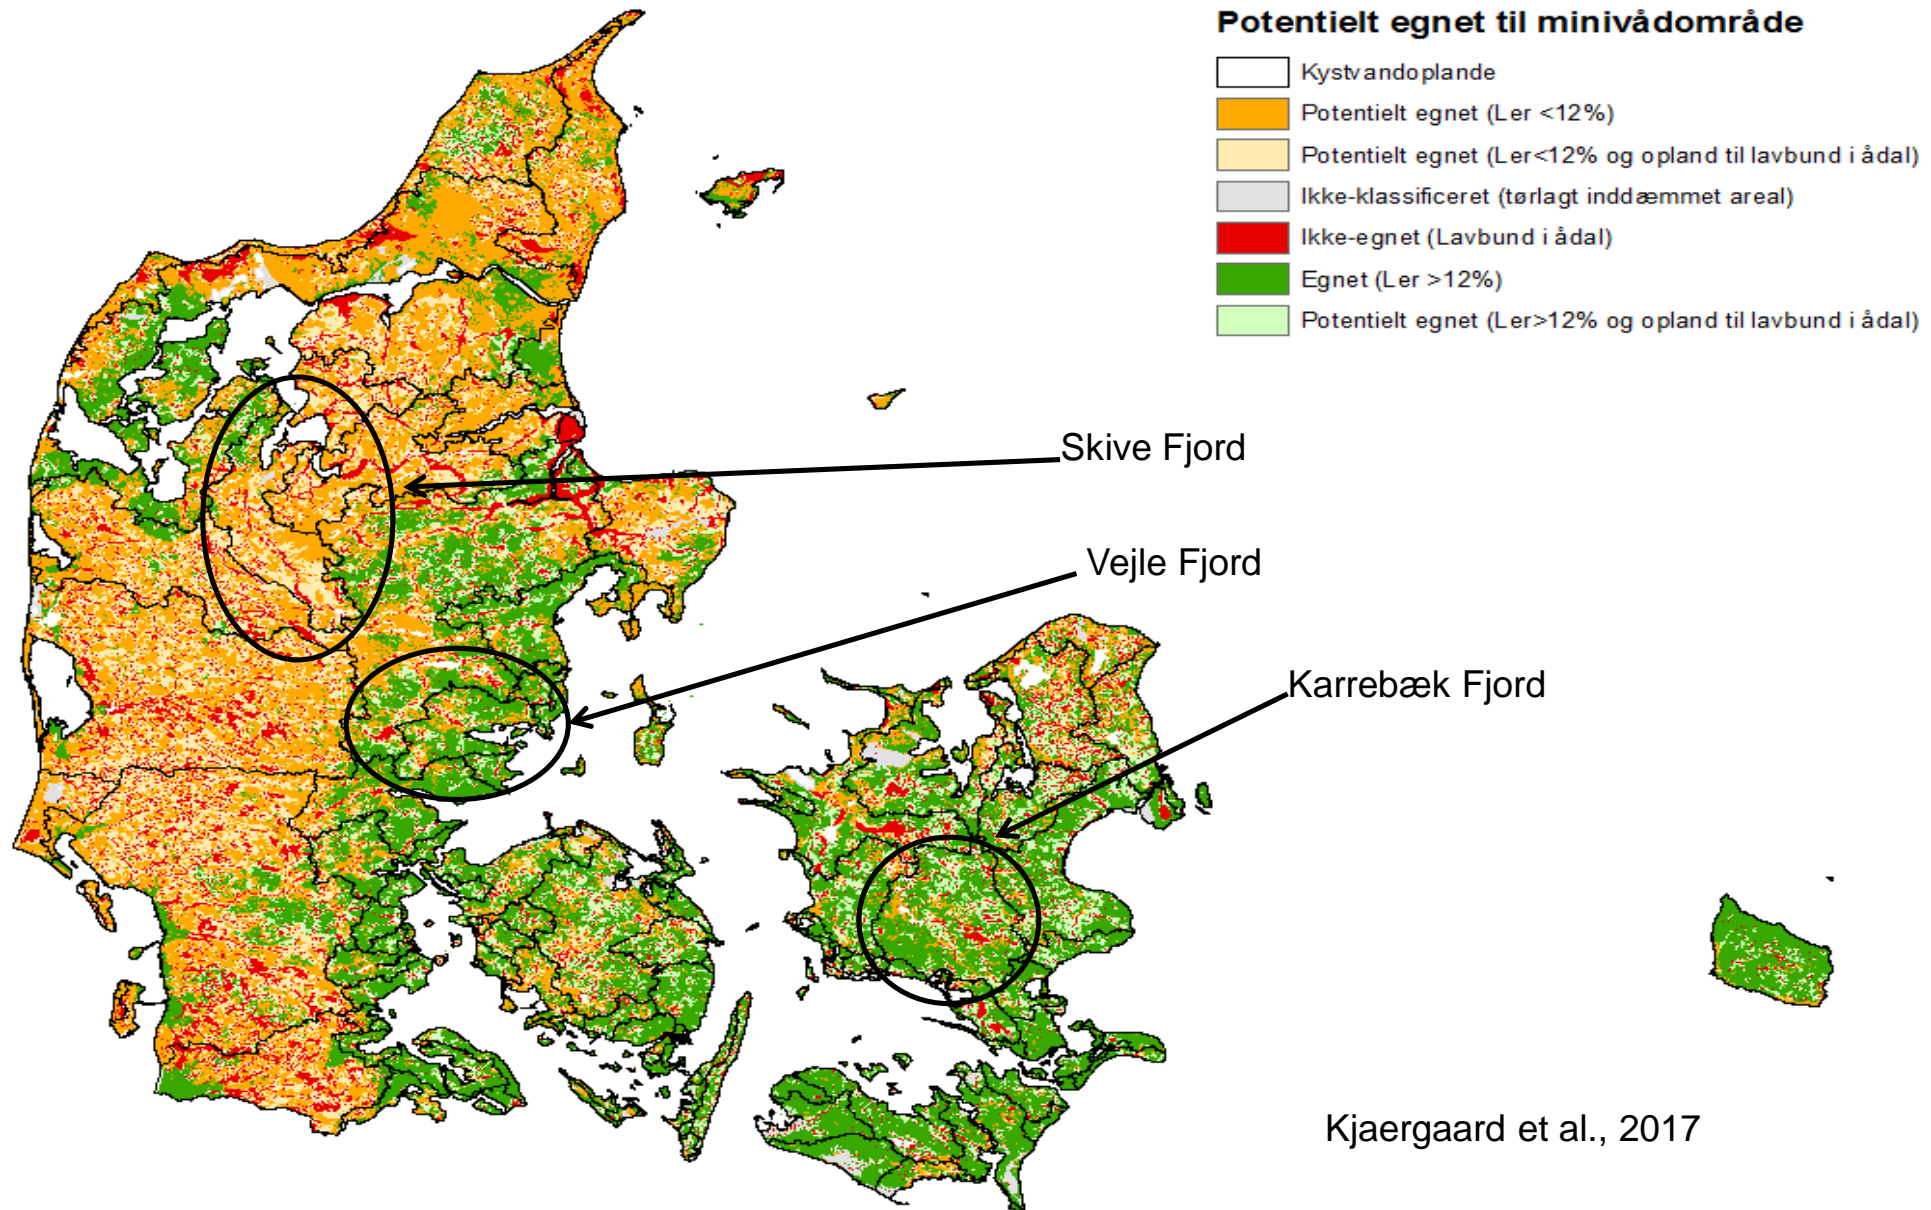 Potentielt egnet til minivådområde
Kystvandoplande
Potentielt egnet (Ler <12%)
Potentielt egnet (Ler<12% og opland til lavbund i ådal)
Ikke-klassificeret (tørlagt inddæmmet areal)
Ikke-egnet (Lavbund i ådal)
Egnet (Ler >12%)
Potentielt egnet (Ler>12% og opland til lavbund i ådal)
Skive Fjord
Vejle Fjord
Karrebæk Fjord
Kjaergaard et al., 2017